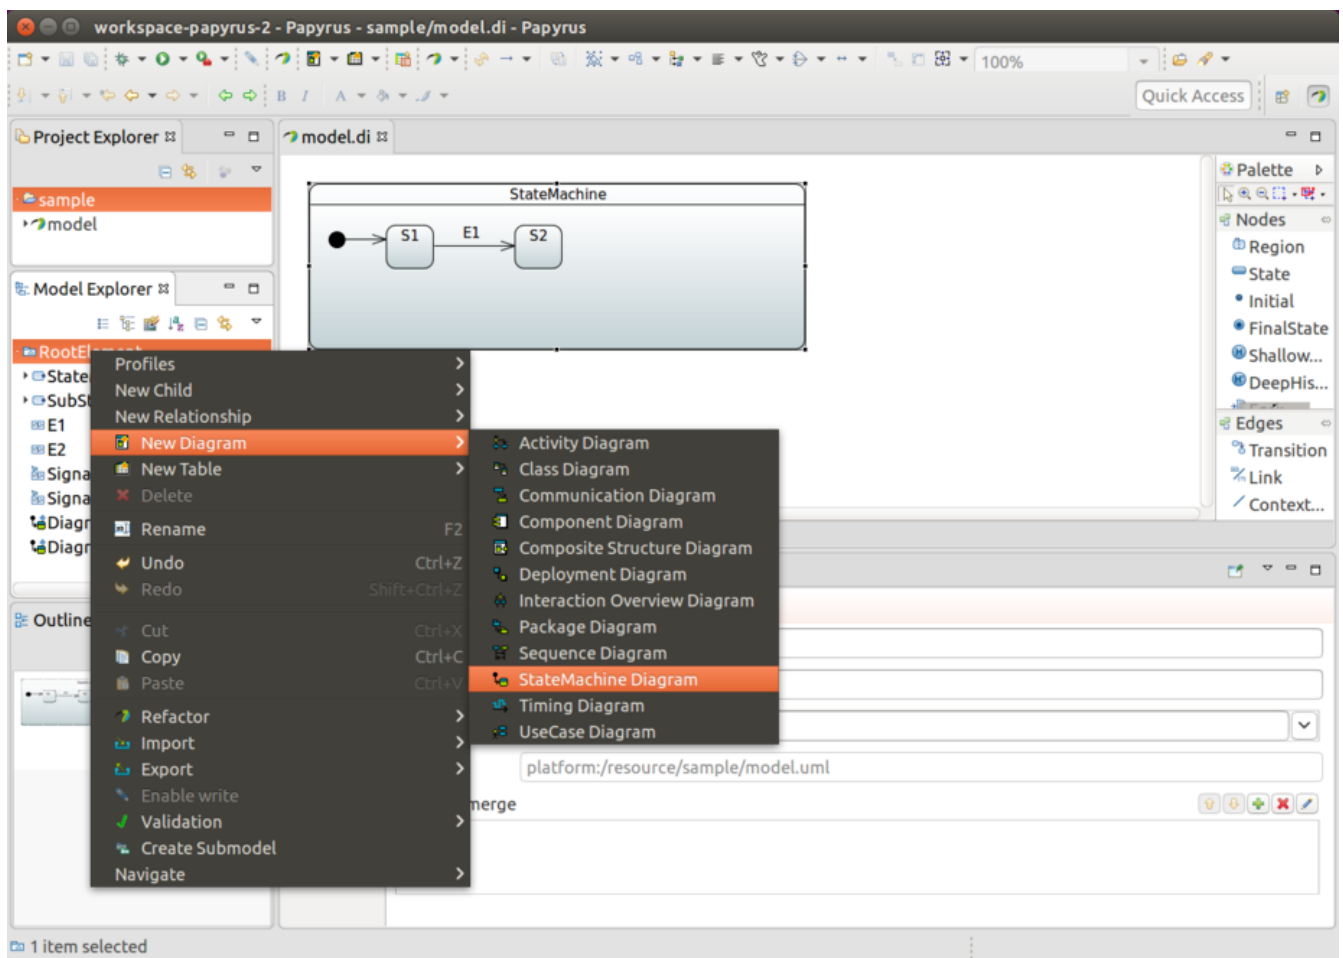 workspace-papyrus-2 - Papyrus - sample/model.di - Papyrus
100%
B I A
Quick Access
Project Explorer
sample
model
Model Explorer
RootElement
State
SubSt
E1
E2
Signa
Signa
Diagr
Diagr
Outline
model.di
StateMachine
S1
E1
S2
Palette
Nodes
Region
State
Initial
FinalState
Shallow...
DeepHis...
Edges
Transition
Link
Context...
Profiles
New Child
New Relationship
New Diagram
New Table
Delete
Rename F2
Undo Ctrl+Z
Redo Shift+Ctrl+Z
Cut Ctrl+X
Copy Ctrl+C
Paste Ctrl+V
Refactor
Import
Export
Enable write
Validation
Create Submodel
Navigate
Activity Diagram
Class Diagram
Communication Diagram
Component Diagram
Composite Structure Diagram
Deployment Diagram
Interaction Overview Diagram
Package Diagram
Sequence Diagram
StateMachine Diagram
Timing Diagram
UseCase Diagram
platform:/resource/sample/model.uml
merge
1 item selected